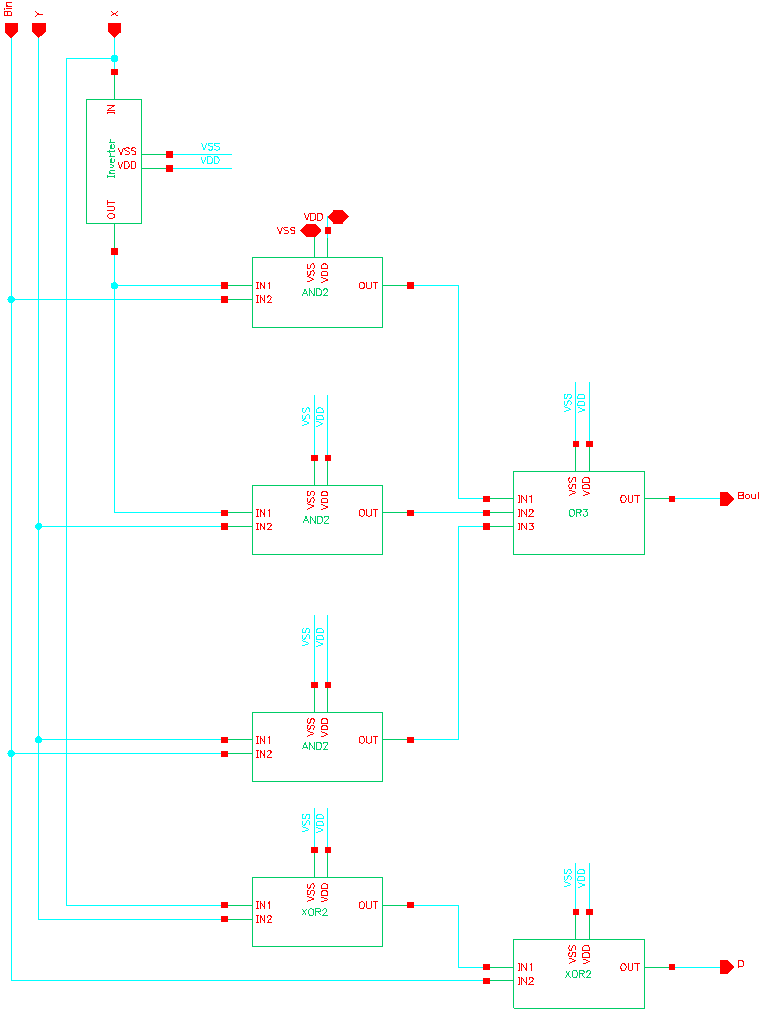 Bin
Y
X
IN
Inverter
VSS
VDD
OUT
VSS
VDD
VDD
VSS
VSS
VDD
IN1
IN2
AND2
OUT
VSS
VDD
VSS
VDD
IN1
IN2
AND2
OUT
VSS
VDD
VSS
VDD
IN1
IN2
IN3
OR3
OUT
Bout
VSS
VDD
VSS
VDD
IN1
IN2
AND2
OUT
VSS
VDD
VSS
VDD
IN1
IN2
XOR2
OUT
VSS
VDD
VSS
VDD
IN1
IN2
XOR2
OUT
D